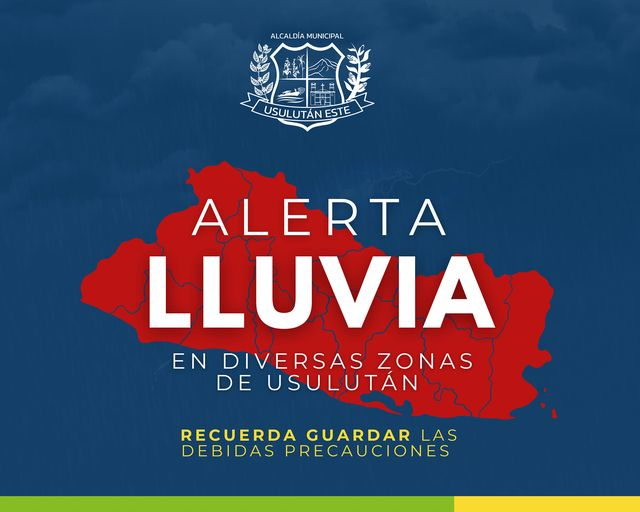 ALCALDÍA MUNICIPAL
USULUTÁN ESTE
ALERTA
LLUVIA
EN DIVERSAS ZONAS
DE USULUTÁN
RECUERDA GUARDAR LAS
DEBIDAS PRECAUCIONES